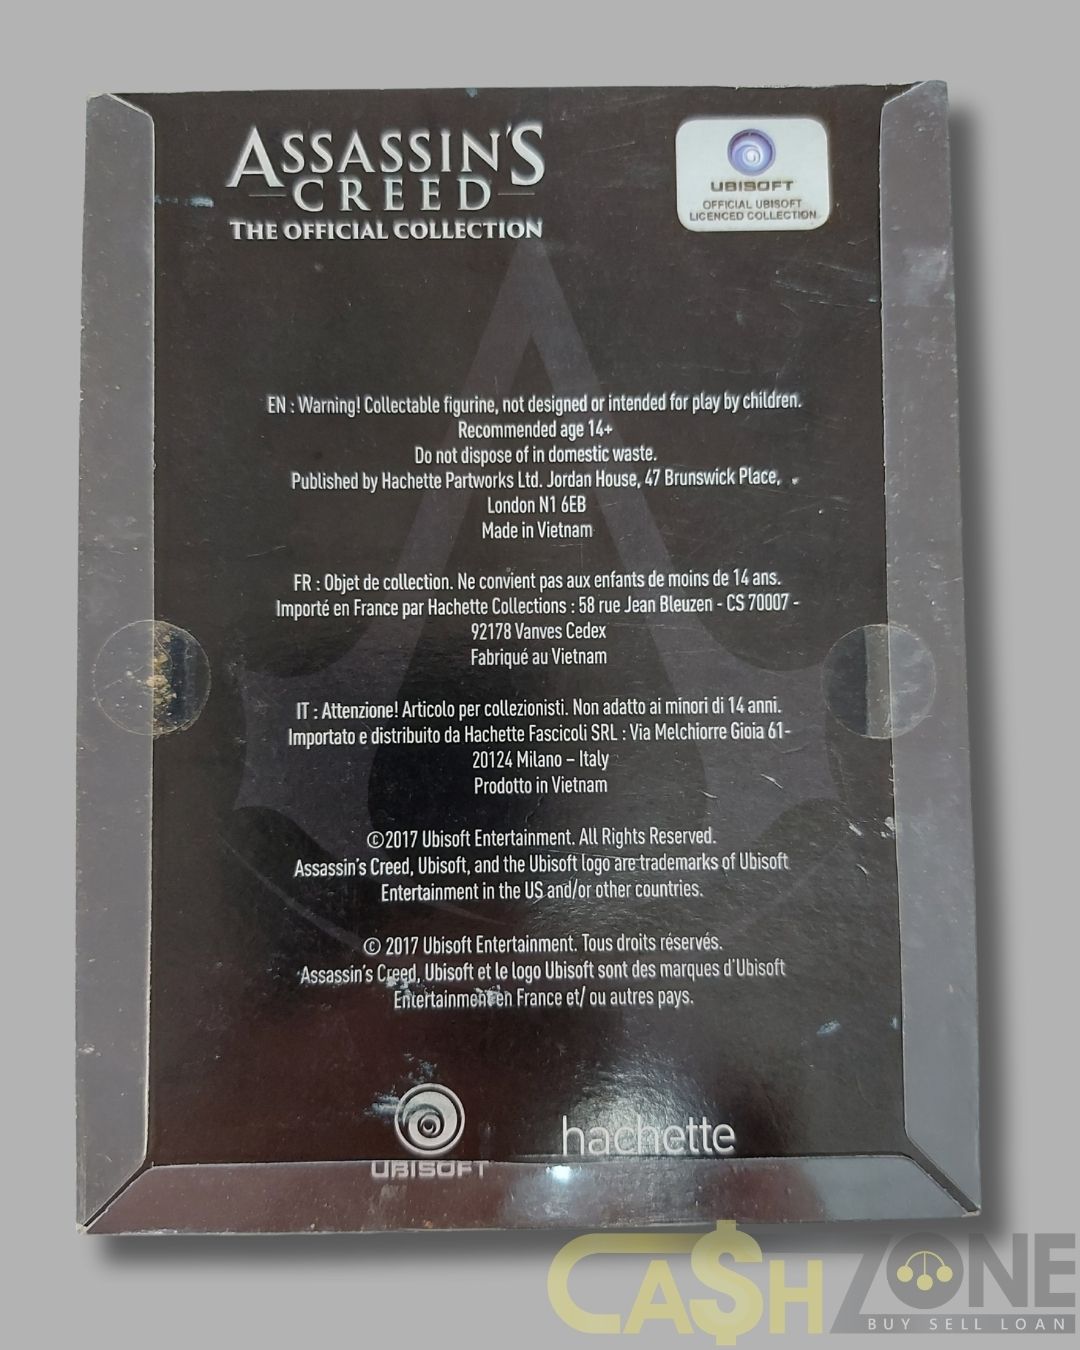 ASSASSIN'S
CREED
THE OFFICIAL COLLECTION
UBISOFT
OFFICIAL UBISOFT
LICENCED COLLECTION
EN : Warning! Collectable figurine, not designed or intended for play by children.
Recommended age 14+
Do not dispose of in domestic waste.
Published by Hachette Partworks Ltd. Jordan House, 47 Brunswick Place,
London N1 6EB
Made in Vietnam
FR : Objet de collection. Ne convient pas aux enfants de moins de 14 ans.
Importé en France par Hachette Collections : 58 rue Jean Bleuzen - CS 70007 -
92178 Vanves Cedex
Fabriqué au Vietnam
IT : Attenzione! Articolo per collezionisti. Non adatto ai minori di 14 anni.
Importato e distribuito da Hachette Fascicoli SRL : Via Melchiorre Gioia 61-
20124 Milano – Italy
Prodotto in Vietnam
©2017 Ubisoft Entertainment. All Rights Reserved.
Assassin's Creed, Ubisoft, and the Ubisoft logo are trademarks of Ubisoft
Entertainment in the US and/or other countries.
© 2017 Ubisoft Entertainment. Tous droits réservés.
Assassin's Creed, Ubisoft et le logo Ubisoft sont des marques d'Ubisoft
Entertainment en France et/ ou autres pays.
UBISOFT
hachette
CA$HZONE
BUY SELL LOAN